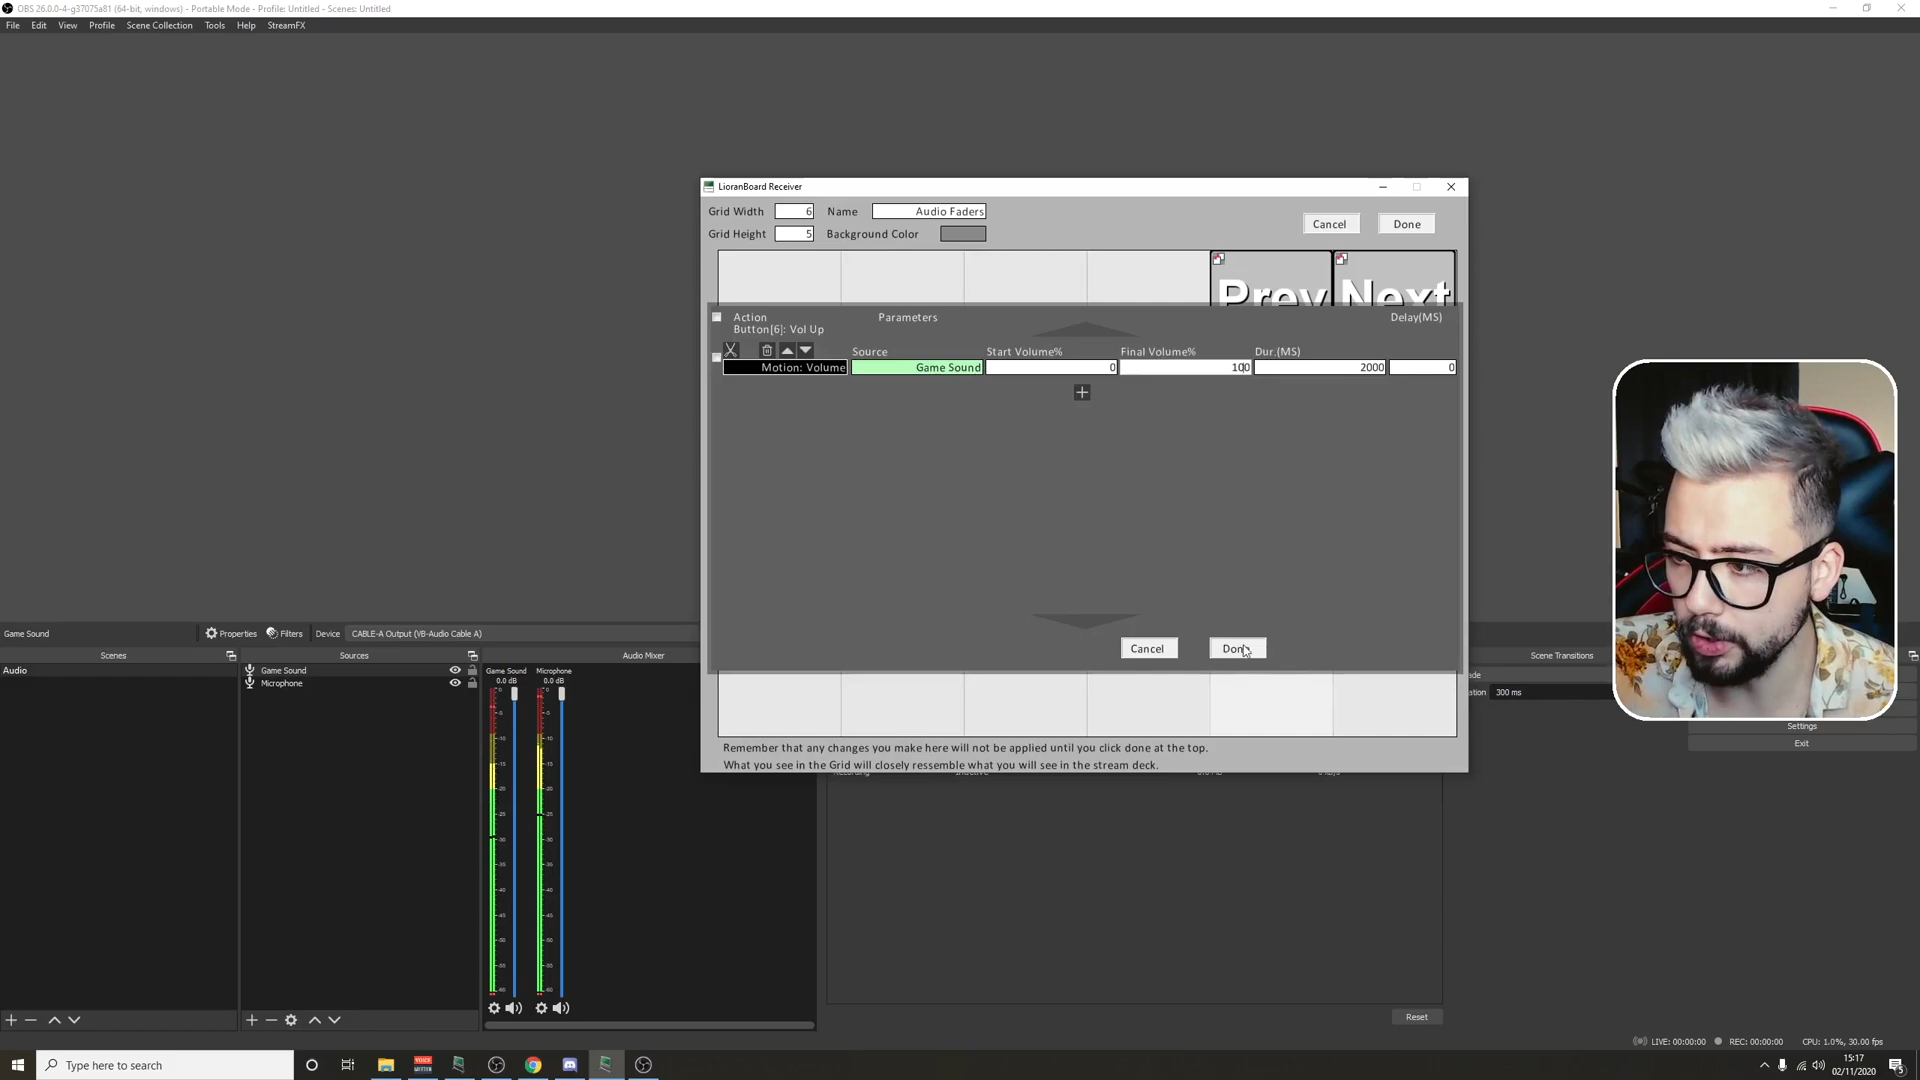 OBS 26.0.0-4-g37075a81 (64-bit, windows) - Portable Mode - Profile: Untitled - Scenes: Untitled
File Edit View Profile Scene Collection Tools Help StreamFX
LioranBoard Receiver
Grid Width 6 Name Audio Faders
Cancel Done
Grid Height 5 Background Color
Prev Next
Action Parameters Delay(MS)
Button[6]: Vol Up
Source Start Volume% Final Volume% Dur.(MS)
Motion: Volume Game Sound 0 100 2000 0
Cancel Done
Remember that any changes you make here will not be applied until you click done at the top.
What you see in the Grid will closely ressemble what you will see in the stream deck.
Game Sound Properties Filters Device CABLE-A Output (VB-Audio Cable A)
Scenes Sources Audio Mixer Scene Transitions
Audio
Game Sound
Microphone
Game Sound Microphone
0.0 dB 0.0 dB
300 ms
Settings
Exit
Reset
LIVE: 00:00:00 REC: 00:00:00 CPU: 1.0%, 30.00 fps
Type here to search
15:17
02/11/2020